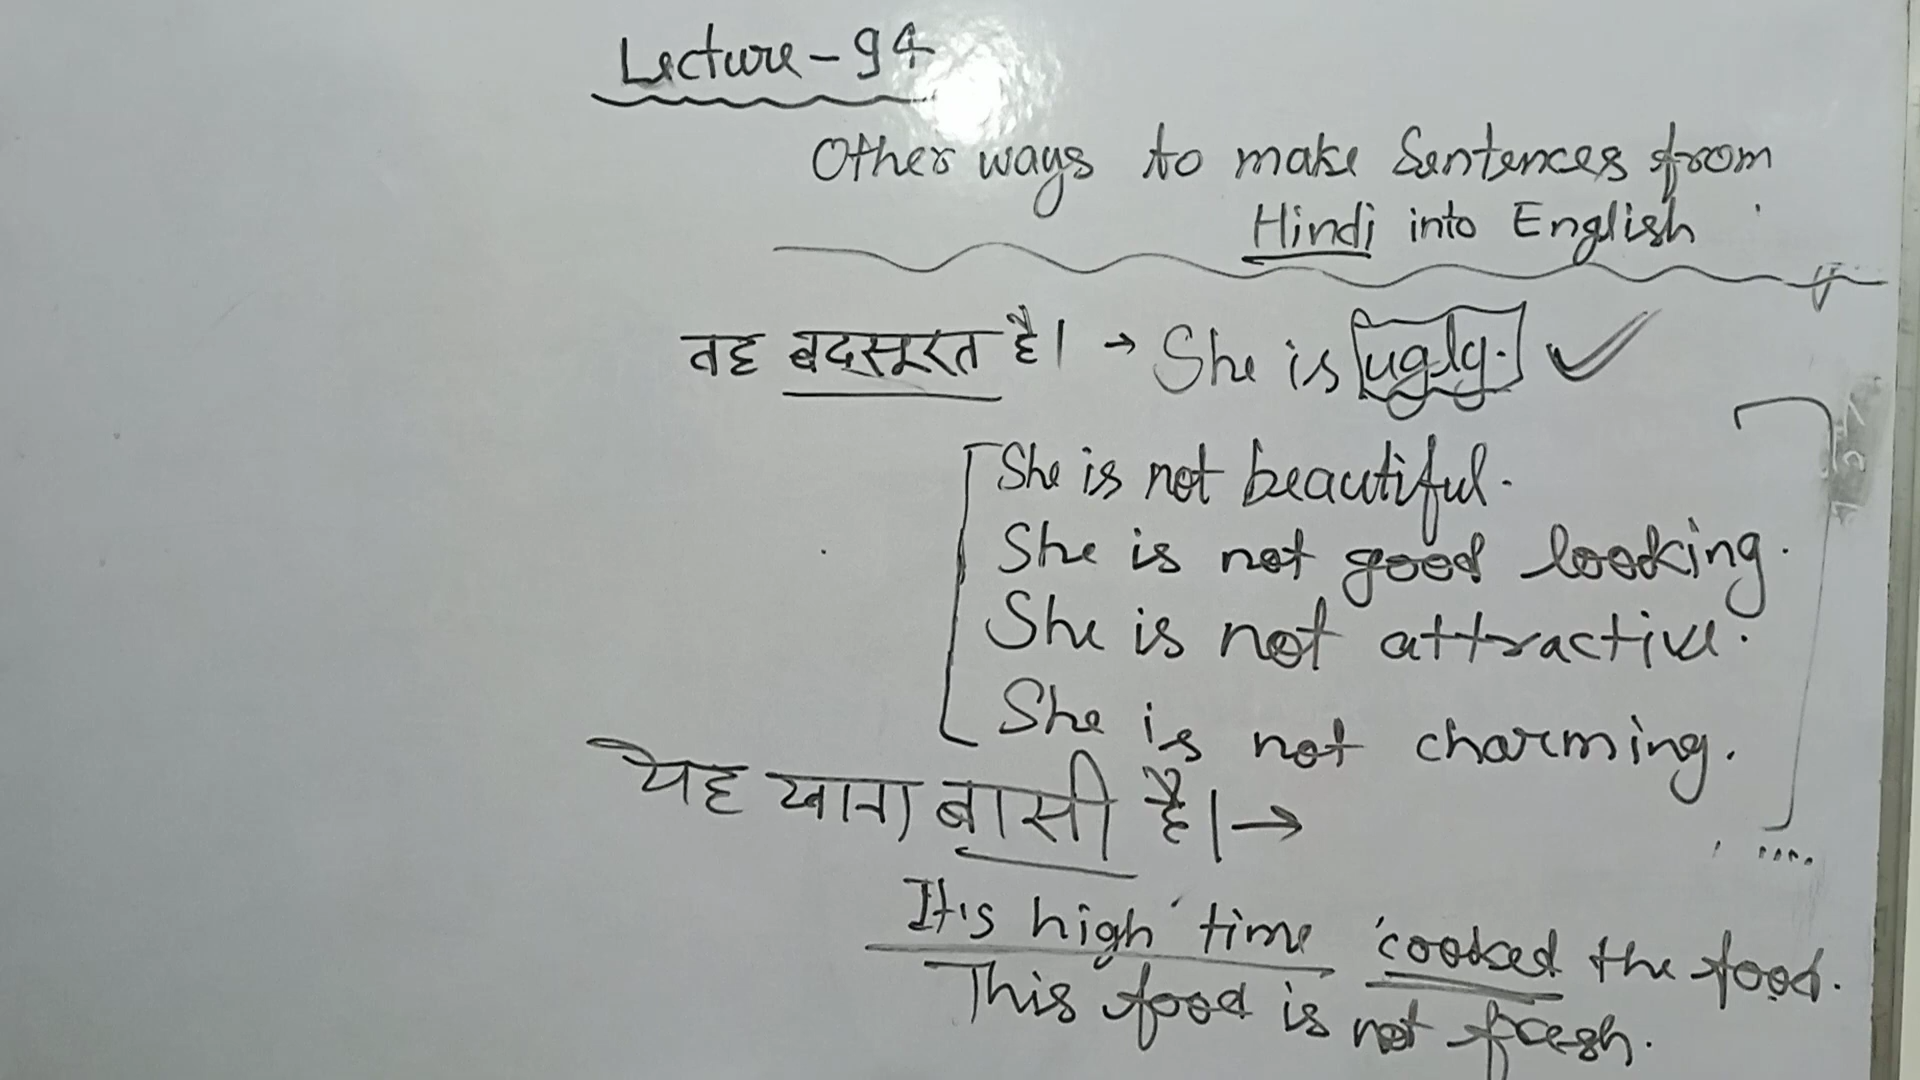 Lecture - 94
Other ways to make Sentences from
Hindi into English
वह बदसूरत है। → She is ugly. ✓
She is not beautiful.
She is not good looking.
She is not attractive.
She is not charming.
येह खाना बासी है। →
....
It's high time cooked the food.
This food is not fresh.